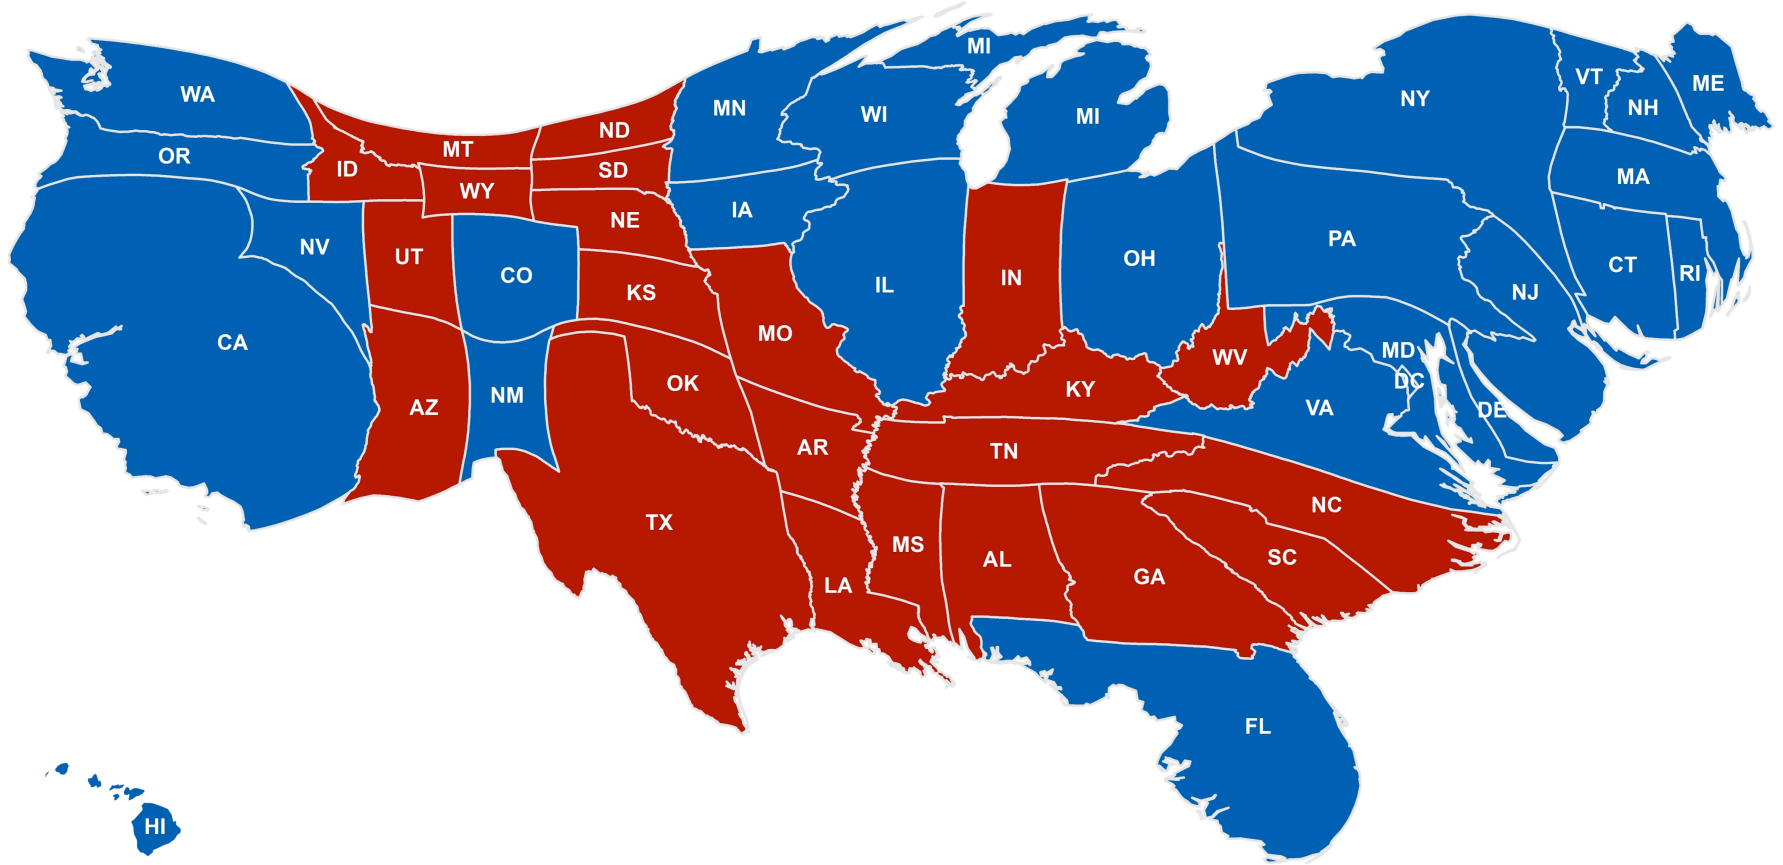 MI
WA
MN
WI
MI
NY
VT
NH
ME
OR
MT
ND
ID
SD
WY
IA
NE
MA
NV
UT
CO
KS
IL
IN
OH
PA
NJ
CT
RI
CA
MO
WV
MD
DC
AZ
NM
OK
KY
VA
DE
AR
TN
TX
MS
AL
NC
SC
LA
GA
FL
HI